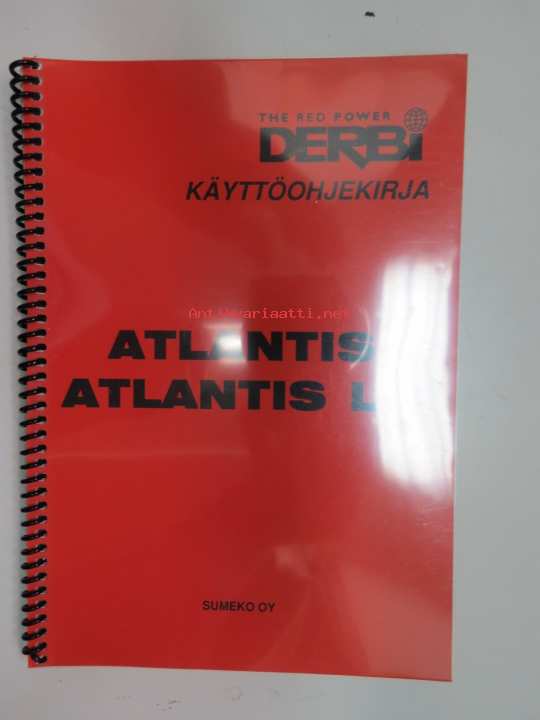 THE RED POWER
DERBi
KÄYTTÖOHJEKIRJA
Antikvariaatti.net
ATLANTIS
ATLANTIS L
SUMEKO OY